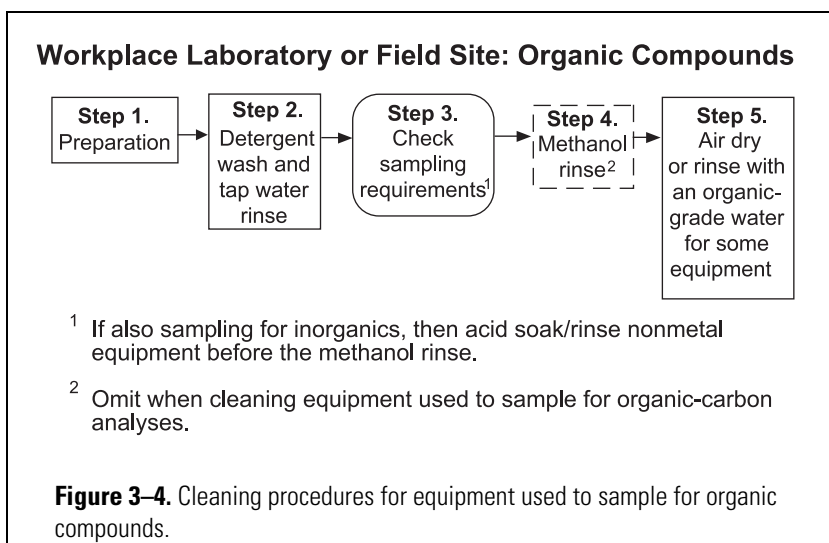 Workplace Laboratory or Field Site: Organic Compounds
Step 1.
Preparation
Step 2.
Detergent
wash and
tap water
rinse
Step 3.
Check
sampling
requirements1
Step 4.
Methanol
rinse2
Step 5.
Air dry
or rinse with
an organic-
grade water
for some
equipment
1 If also sampling for inorganics, then acid soak/rinse nonmetal
equipment before the methanol rinse.
2 Omit when cleaning equipment used to sample for organic-carbon
analyses.
Figure 3–4. Cleaning procedures for equipment used to sample for organic
compounds.